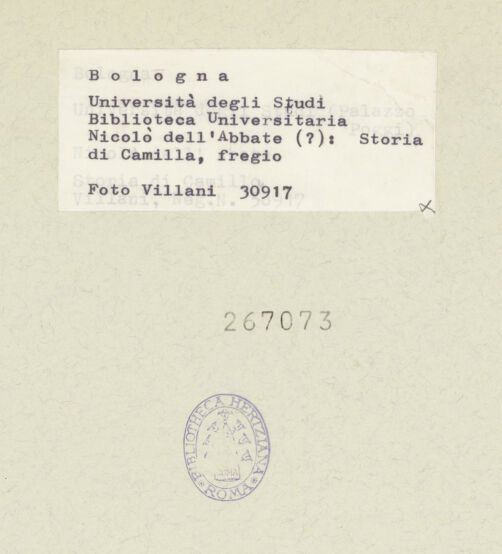 Bologna
Università degli Studi
Biblioteca Universitaria
Nicolò dell'Abbate (?): Storia
di Camilla, fregio
Foto Villani 30917
267073
BIBLIOTHECA HERTZIANA
ROMA